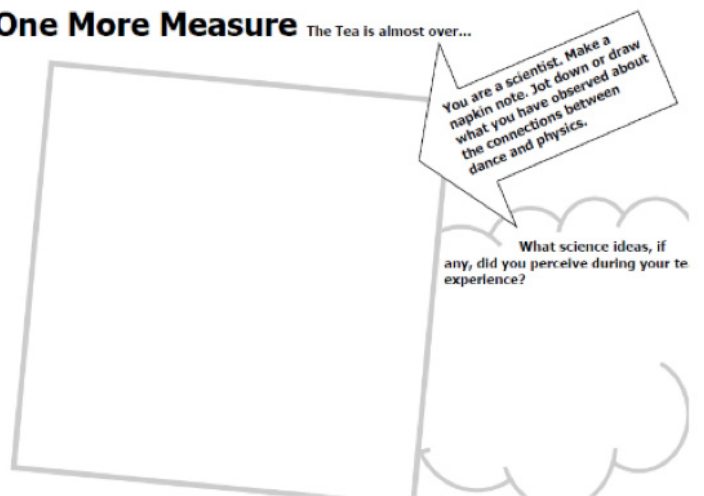 One More Measure The Tea is almost over...
You are a scientist. Make a
napkin note. Jot down or draw
what you have observed about
the connections between
dance and physics.
What science ideas, if
any, did you perceive during your te
experience?